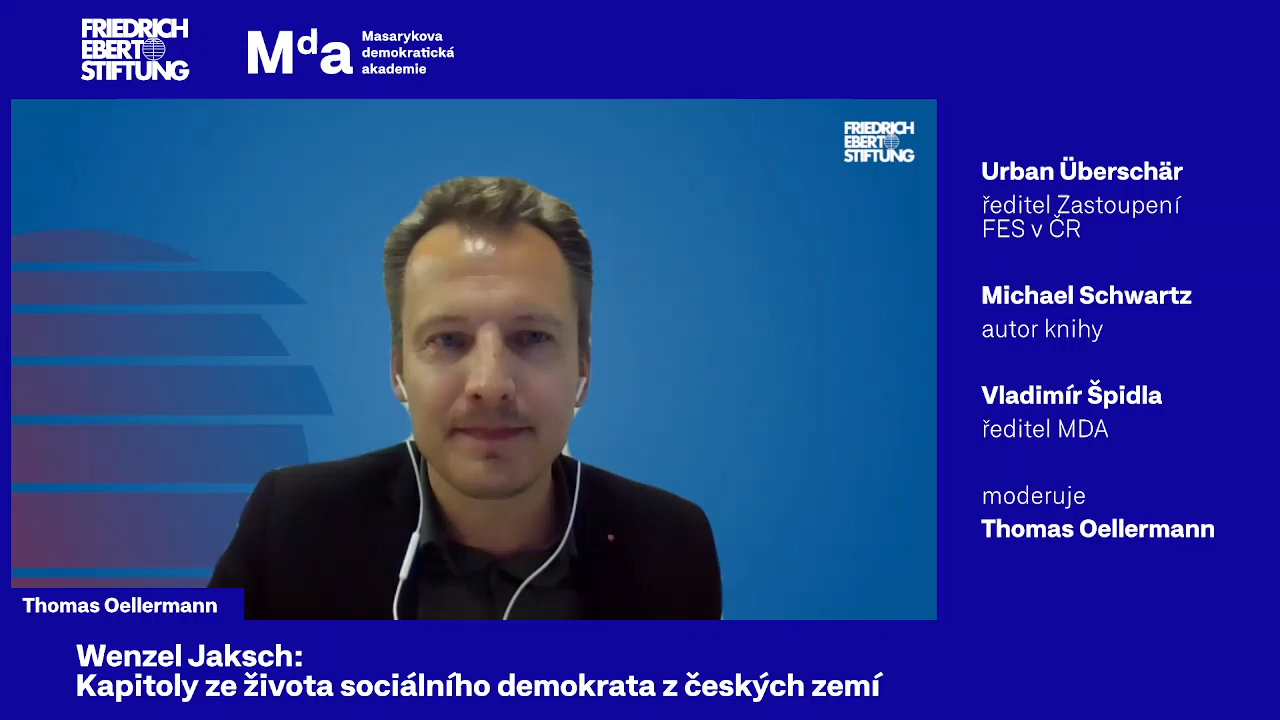 FRIEDRICH
EBERT
STIFTUNG
Mda
Masarykova
demokratická
akademie
FRIEDRICH
EBERT
STIFTUNG
Urban Überschär
ředitel Zastoupení
FES v ČR
Michael Schwartz
autor knihy
Vladimír Špidla
ředitel MDA
moderuje
Thomas Oellermann
Thomas Oellermann
Wenzel Jaksch:
Kapitoly ze života sociálního demokrata z českých zemí